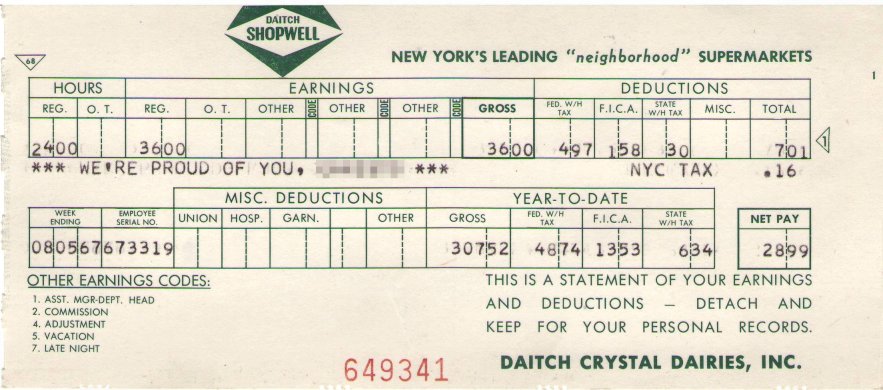 DAITCH
SHOPWELL
68
NEW YORK'S LEADING "neighborhood" SUPERMARKETS
1
HOURS EARNINGS DEDUCTIONS
REG. O. T. REG. O. T. OTHER CODE OTHER CODE OTHER CODE GROSS FED. W/H TAX F.I.C.A. STATE W/H TAX MISC. TOTAL
2400 3600 3600 497 158 30 701
1
*** WE'RE PROUD OF YOU, *** NYC TAX .16
MISC. DEDUCTIONS YEAR-TO-DATE
WEEK ENDING EMPLOYEE SERIAL NO. UNION HOSP. GARN. OTHER GROSS FED. W/H TAX F.I.C.A. STATE W/H TAX NET PAY
080567673319 30752 4874 1353 634 2899
OTHER EARNINGS CODES:
1. ASST. MGR-DEPT. HEAD
2. COMMISSION
4. ADJUSTMENT
5. VACATION
7. LATE NIGHT
THIS IS A STATEMENT OF YOUR EARNINGS
AND DEDUCTIONS — DETACH AND
KEEP FOR YOUR PERSONAL RECORDS.
649341
DAITCH CRYSTAL DAIRIES, INC.